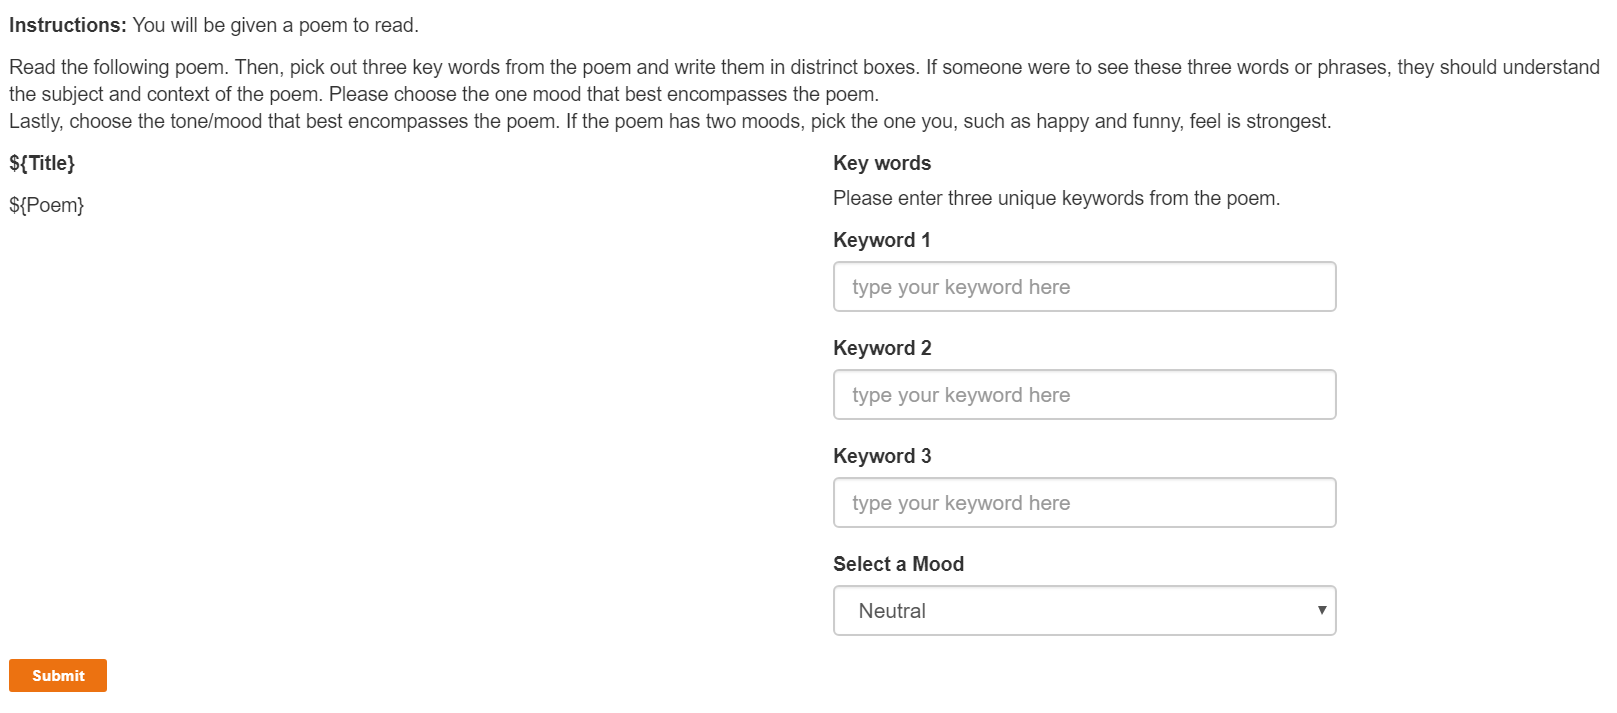 Instructions: You will be given a poem to read.
Read the following poem. Then, pick out three key words from the poem and write them in distrinct boxes. If someone were to see these three words or phrases, they should understand
the subject and context of the poem. Please choose the one mood that best encompasses the poem.
Lastly, choose the tone/mood that best encompasses the poem. If the poem has two moods, pick the one you, such as happy and funny, feel is strongest.
${Title}
${Poem}
Key words
Please enter three unique keywords from the poem.
Keyword 1
type your keyword here
Keyword 2
type your keyword here
Keyword 3
type your keyword here
Select a Mood
Neutral
Submit